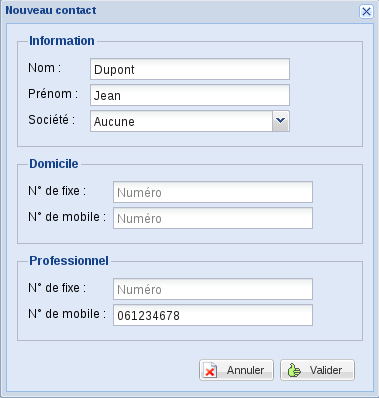 Nouveau contact
Information
Nom : Dupont
Prénom : Jean
Société : Aucune
Domicile
N° de fixe : Numéro
N° de mobile : Numéro
Professionnel
N° de fixe : Numéro
N° de mobile : 061234678
Annuler Valider